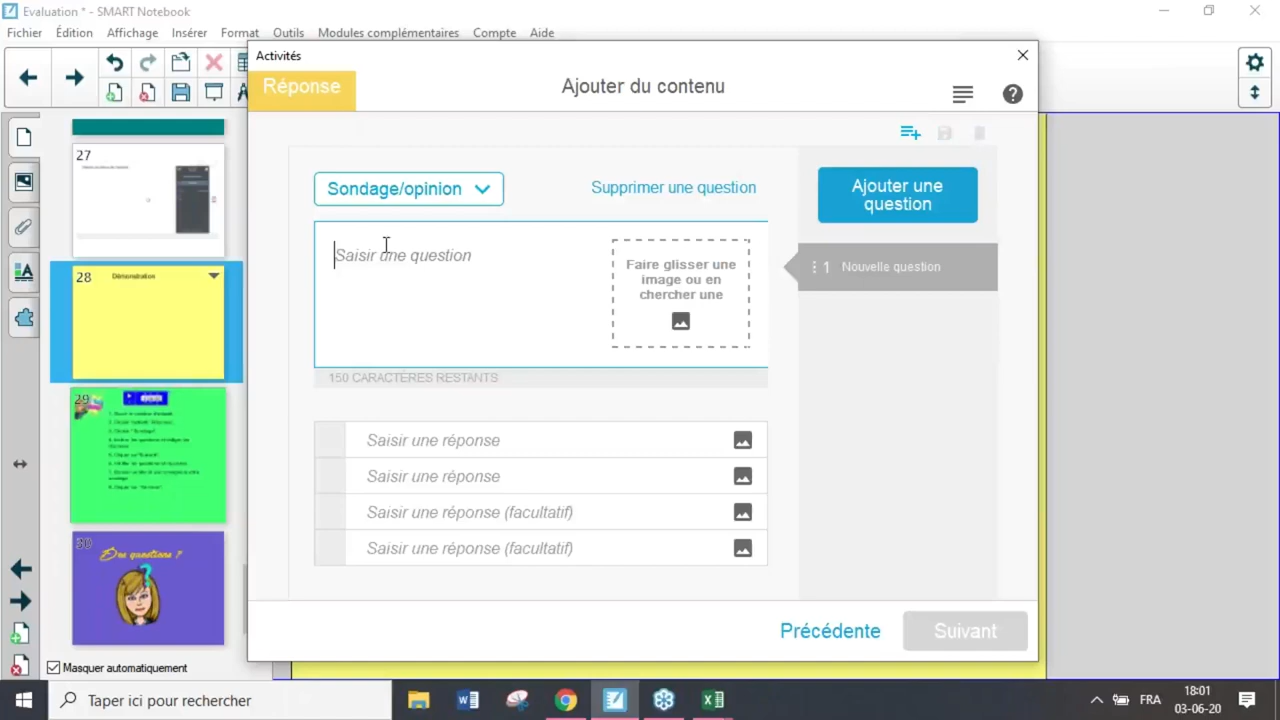 Evaluation * - SMART Notebook
Fichier Édition Affichage Insérer Format Outils Modules complémentaires Compte Aide
Activités
Réponse
Ajouter du contenu
Sondage/opinion
Supprimer une question
Ajouter une
question
Saisir une question
Faire glisser une
image ou en
chercher une
1 Nouvelle question
150 CARACTÈRES RESTANTS
Saisir une réponse
Saisir une réponse
Saisir une réponse (facultatif)
Saisir une réponse (facultatif)
Précédente
Suivant
27
28
Démonstration
29
30
Des questions ?
Masquer automatiquement
Taper ici pour rechercher
FRA
18:01
03-06-20